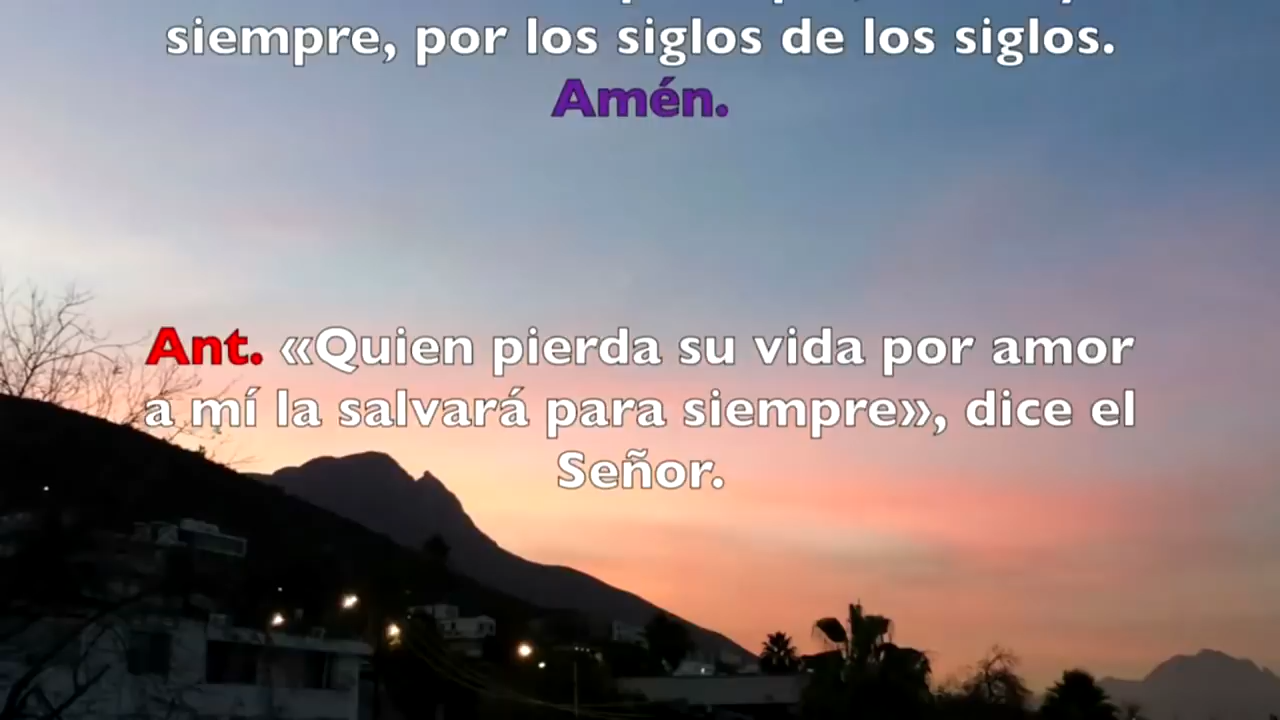 siempre, por los siglos de los siglos.
Amén.
Ant. «Quien pierda su vida por amor
a mí la salvará para siempre», dice el
Señor.